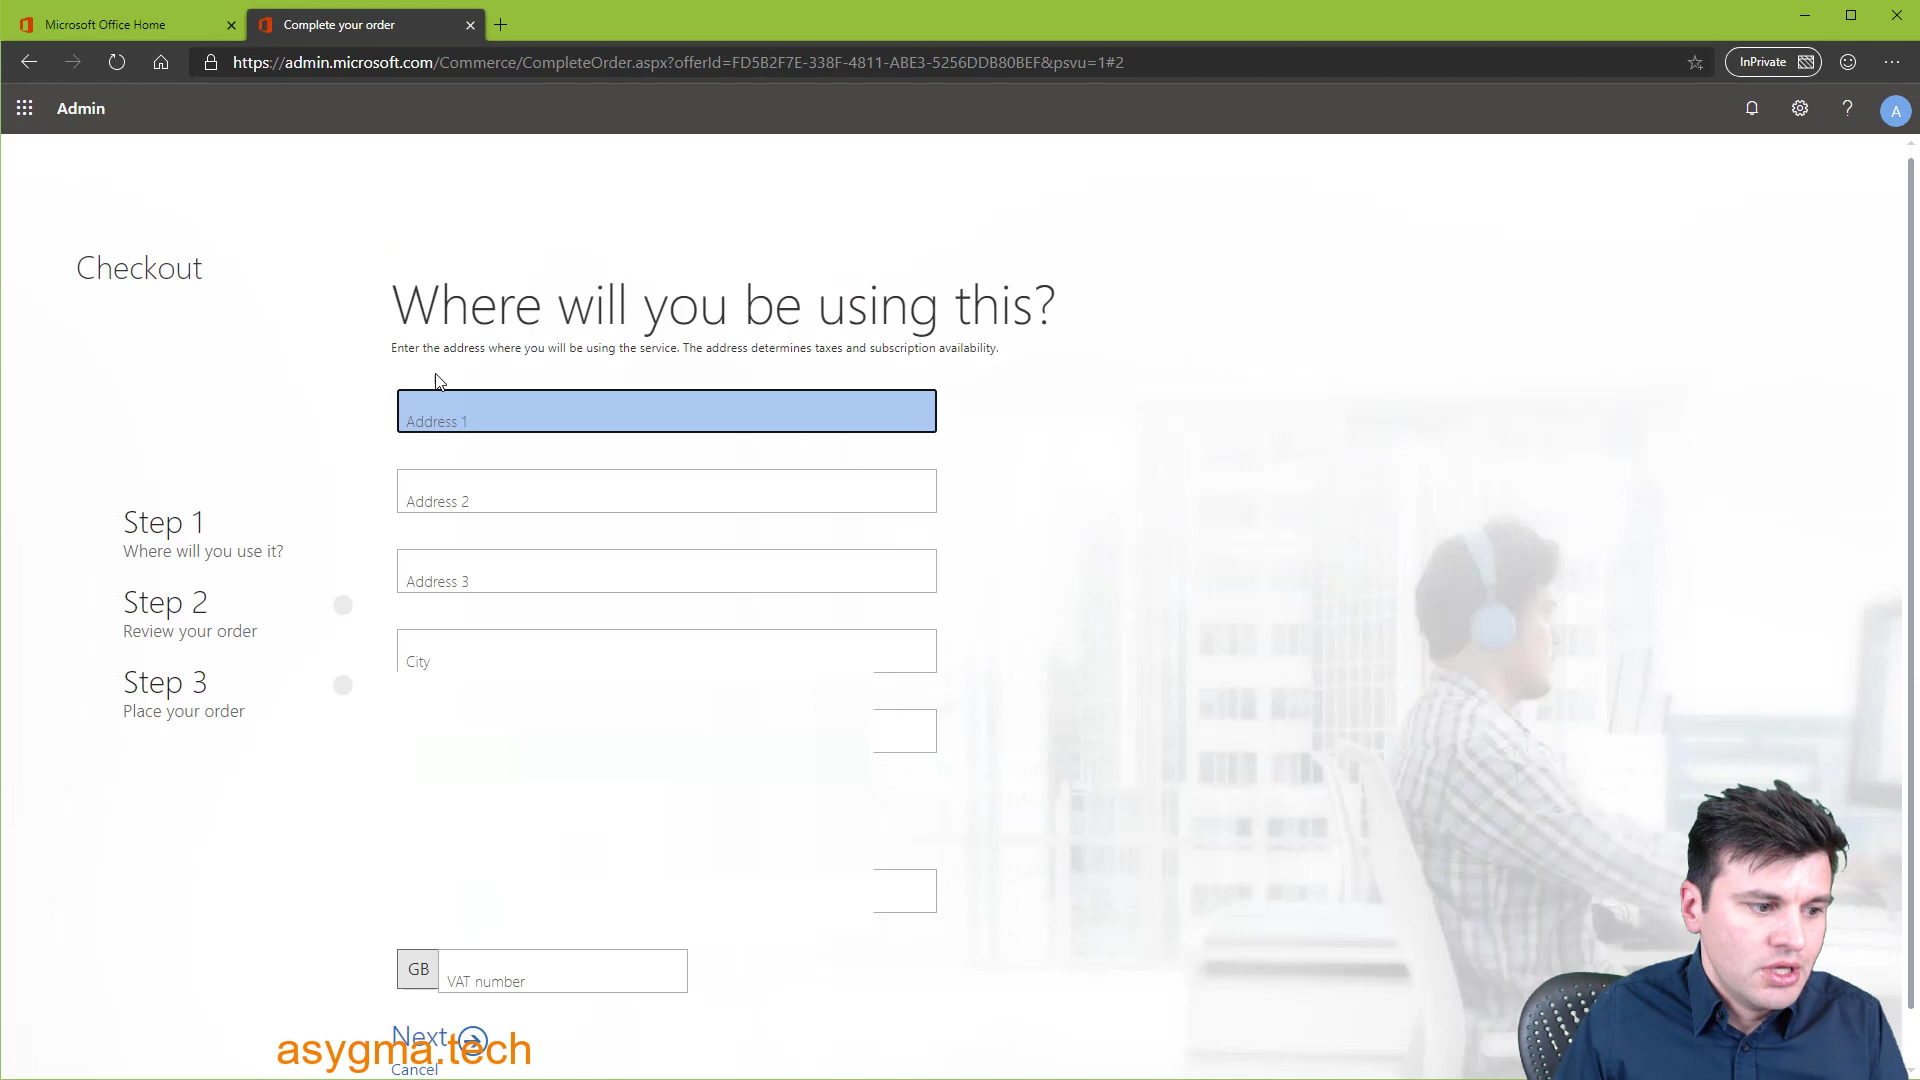 Microsoft Office Home
Complete your order
https://admin.microsoft.com/Commerce/CompleteOrder.aspx?offerId=FD5B2F7E-338F-4811-ABE3-5256DDB80BEF&psvu=1#2
InPrivate
Admin
A
Checkout
Where will you be using this?
Enter the address where you will be using the service. The address determines taxes and subscription availability.
Address 1
Address 2
Address 3
City
Step 1
Where will you use it?
Step 2
Review your order
Step 3
Place your order
GB
VAT number
Next
asygma.tech
Cancel